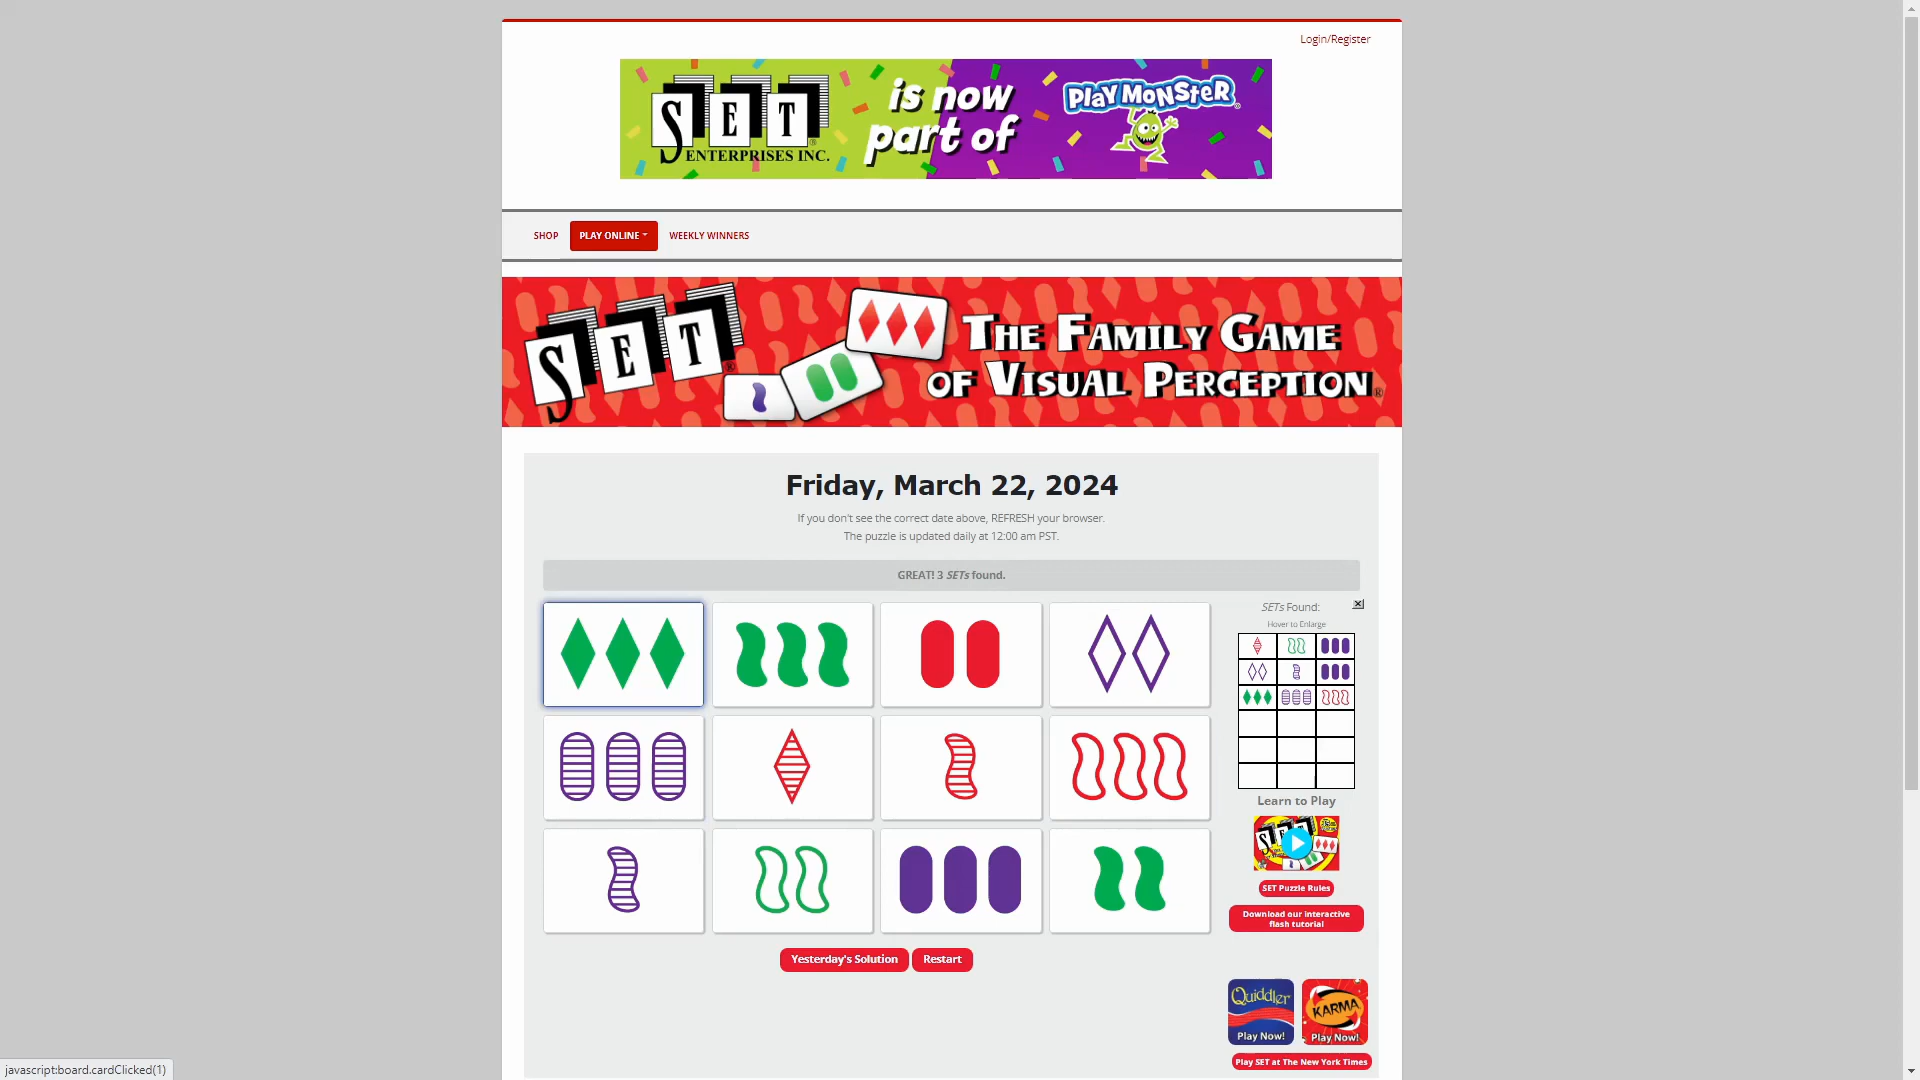 Login/Register
SET
ENTERPRISES INC.
is now
part of
PLAY MONSTER
SHOP
PLAY ONLINE
WEEKLY WINNERS
SET
THE FAMILY GAME
OF VISUAL PERCEPTION
Friday, March 22, 2024
If you don't see the correct date above, REFRESH your browser.
The puzzle is updated daily at 12:00 am PST.
GREAT! 3 SETs found.
SETs Found:
Hover to Enlarge
Learn to Play
SET
SET Puzzle Rules
Download our interactive
flash tutorial
Yesterday's Solution
Restart
Quiddler
Play Now!
KARMA
Play Now!
Play SET at The New York Times
javascript:board.cardClicked(1)